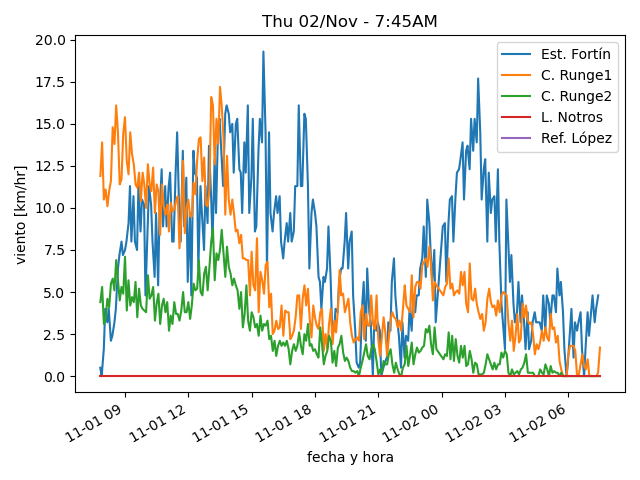 Thu 02/Nov - 7:45AM
20.0
17.5
15.0
12.5
10.0
7.5
5.0
2.5
0.0
viento [km/hr]
Est. Fortín
C. Runge1
C. Runge2
L. Notros
Ref. López
11-01 09
11-01 12
11-01 15
11-01 18
11-01 21
11-02 00
11-02 03
11-02 06
fecha y hora